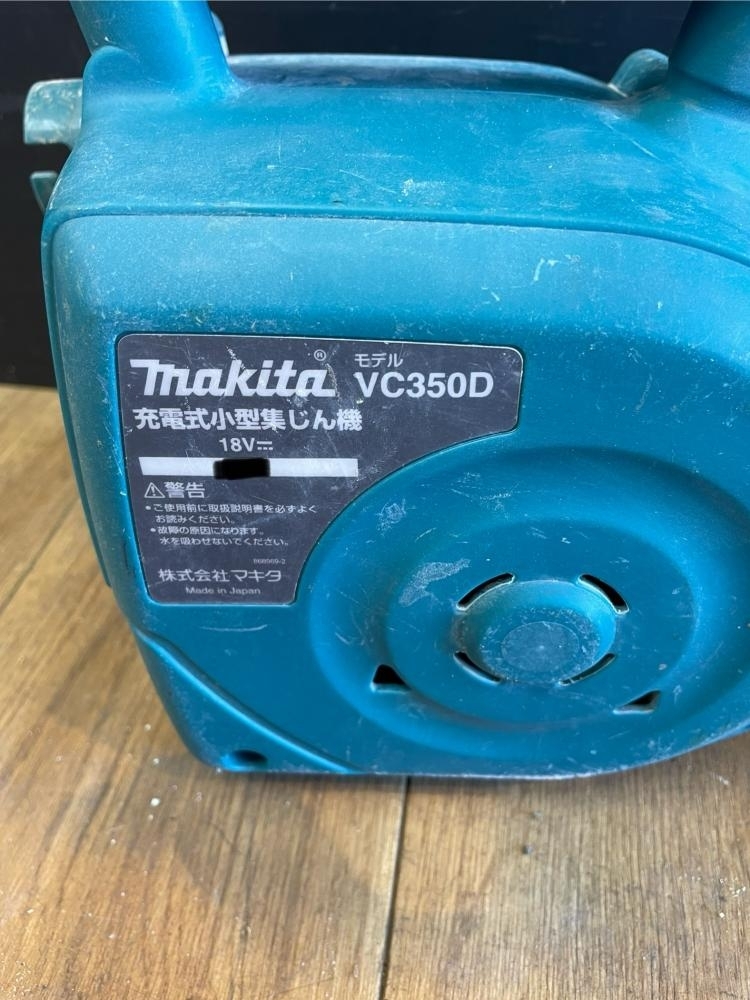 makita® モデル VC350D
充電式小型集じん機
18V⎓
⚠警告
・ご使用前に取扱説明書を必ずよく
お読みください。
・故障の原因になります。
水を吸わせないでください。
868969-2
株式会社マキタ
Made in Japan